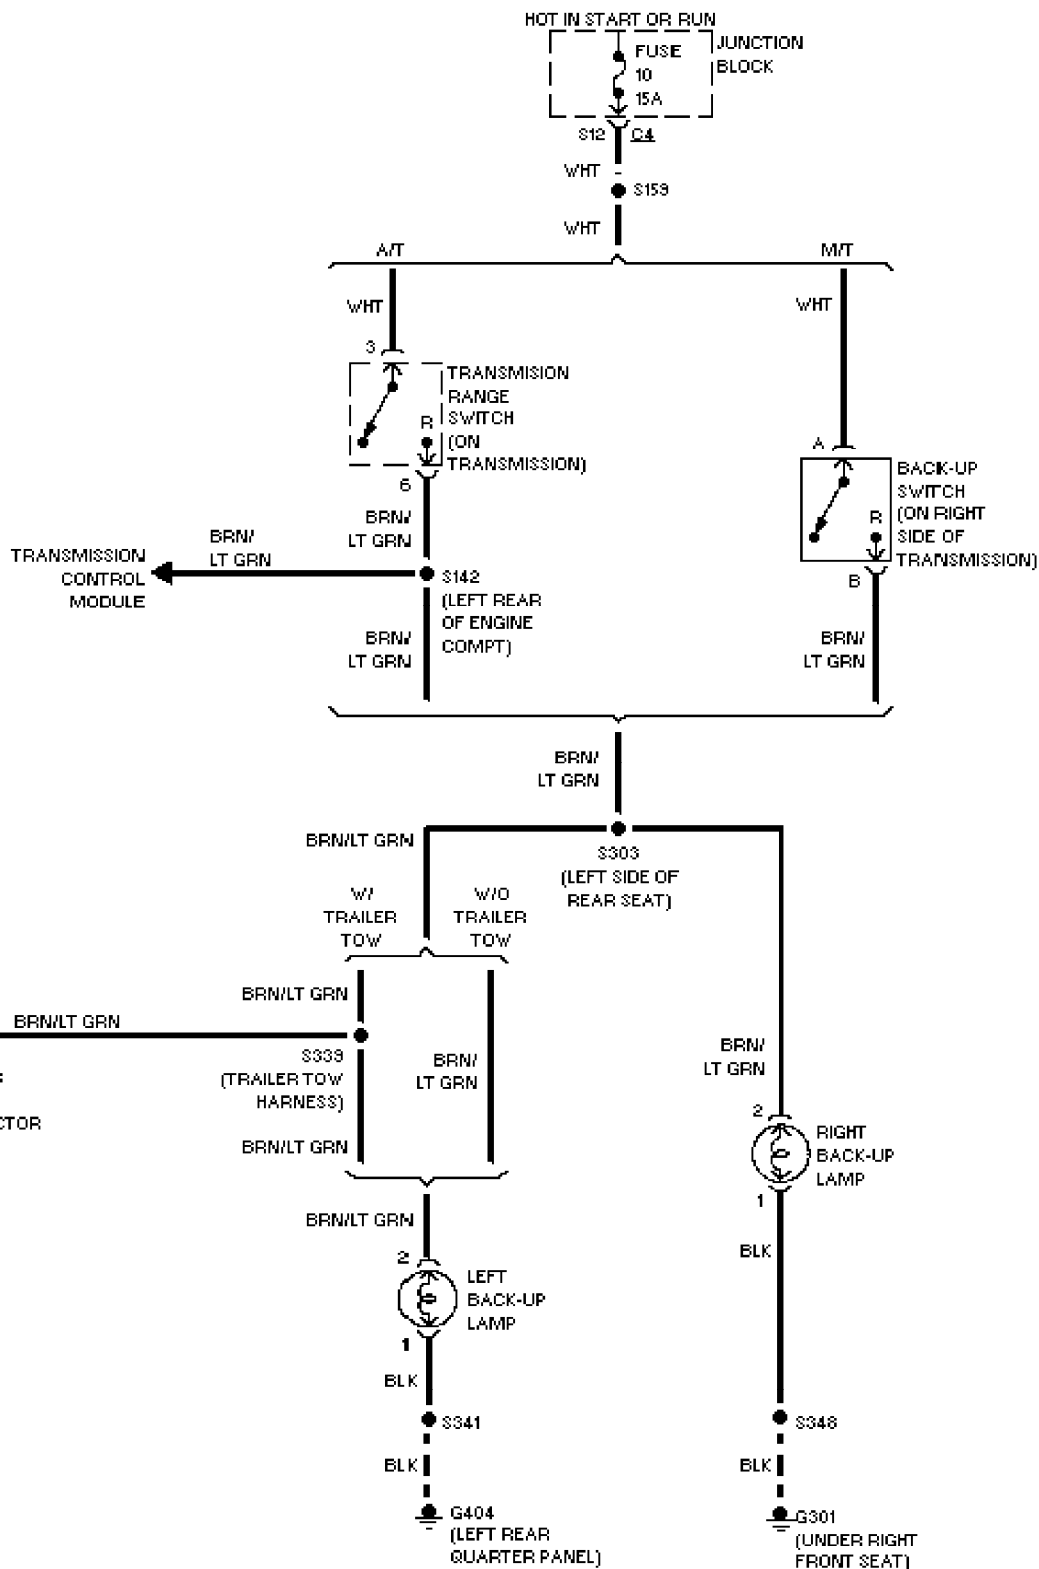 HOT IN START OR RUN
JUNCTION
BLOCK
FUSE
10
15A
S12 C4
WHT
S159
WHT
A/T
M/T
WHT
WHT
3
TRANSMISION
RANGE
SWITCH
(ON
TRANSMISSION)
R
6
A
BACK-UP
SWITCH
(ON RIGHT
SIDE OF
TRANSMISSION)
R
B
BRN/
LT GRN
BRN/
LT GRN
TRANSMISSION
CONTROL
MODULE
S142
(LEFT REAR
OF ENGINE
COMPT)
BRN/
LT GRN
BRN/
LT GRN
BRN/
LT GRN
BRN/LT GRN
S303
(LEFT SIDE OF
REAR SEAT)
W/
TRAILER
TOW
W/O
TRAILER
TOW
BRN/LT GRN
BRN/LT GRN
S339
(TRAILER TOW
HARNESS)
BRN/
LT GRN
BRN/
LT GRN
CTOR
BRN/LT GRN
2
RIGHT
BACK-UP
LAMP
1
BRN/LT GRN
BLK
2
LEFT
BACK-UP
LAMP
1
BLK
S341
S348
BLK
BLK
G404
(LEFT REAR
QUARTER PANEL)
G301
(UNDER RIGHT
FRONT SEAT)